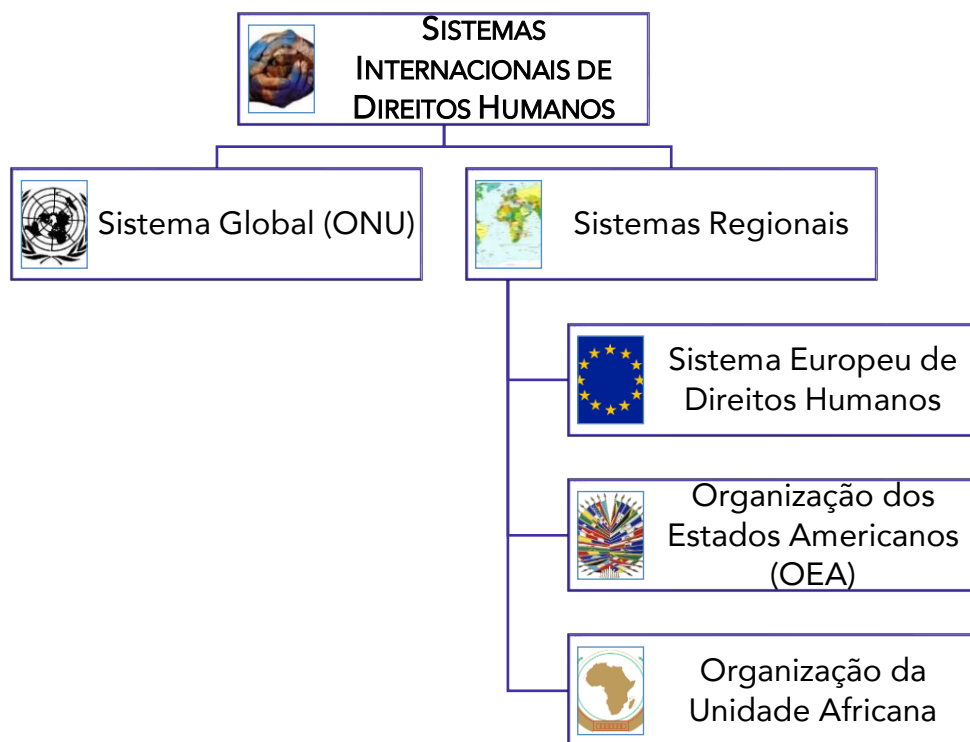 SISTEMAS
INTERNACIONAIS DE
DIREITOS HUMANOS
Sistema Global (ONU)
Sistemas Regionais
Sistema Europeu de
Direitos Humanos
Organização dos
Estados Americanos
(OEA)
Organização da
Unidade Africana